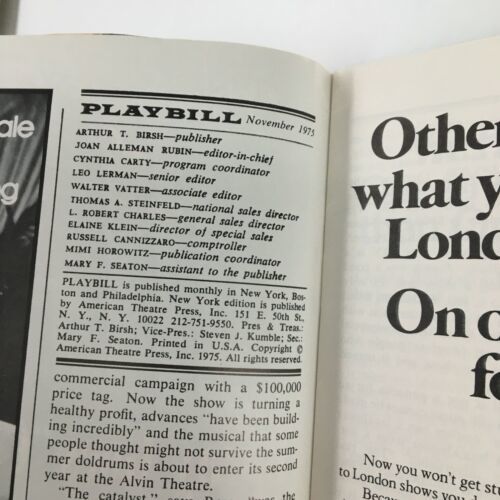 ale
g
PLAYBILL November 1975
ARTHUR T. BIRSH—publisher
JOAN ALLEMAN RUBIN—editor-in-chief
CYNTHIA CARTY—program coordinator
LEO LERMAN—senior editor
WALTER VATTER—associate editor
THOMAS A. STEINFELD—national sales director
L. ROBERT CHARLES—general sales director
ELAINE KLEIN—director of special sales
RUSSELL CANNIZZARO—comptroller
MIMI HOROWITZ—publication coordinator
MARY F. SEATON—assistant to the publisher
PLAYBILL is published monthly in New York, Bos-
ton and Philadelphia. New York edition is published
by American Theatre Press, Inc. 151 E. 50th St.,
N. Y., N. Y. 10022 212-751-9550. Pres & Treas.:
Arthur T. Birsh; Vice-Pres.: Steven J. Kumble; Sec.:
Mary F. Seaton. Printed in U.S.A. Copyright ©
American Theatre Press, Inc. 1975. All rights reserved.
commercial campaign with a $100,000
price tag. Now the show is turning a
healthy profit, advances "have been build-
ing incredibly" and the musical that some
people thought might not survive the sum-
mer doldrums is about to enter its second
year at the Alvin Theatre.
"The catalyst,"
Other
what y
Lond
On o
fo
Now you won't get stu
to London shows you d
Becau